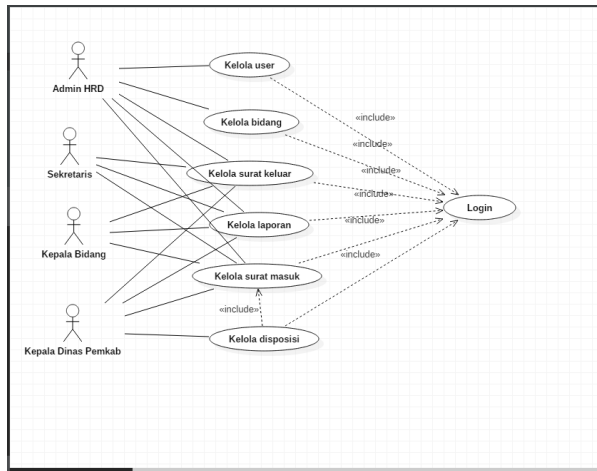 Admin HRD
Kelola user
Kelola bidang
«include»
Sekretaris
«include»
Kelola surat keluar
«include»
«include»
Login
Kepala Bidang
Kelola laporan
«include»
Kelola surat masuk
«include»
Kepala Dinas Pemkab
Kelola disposisi